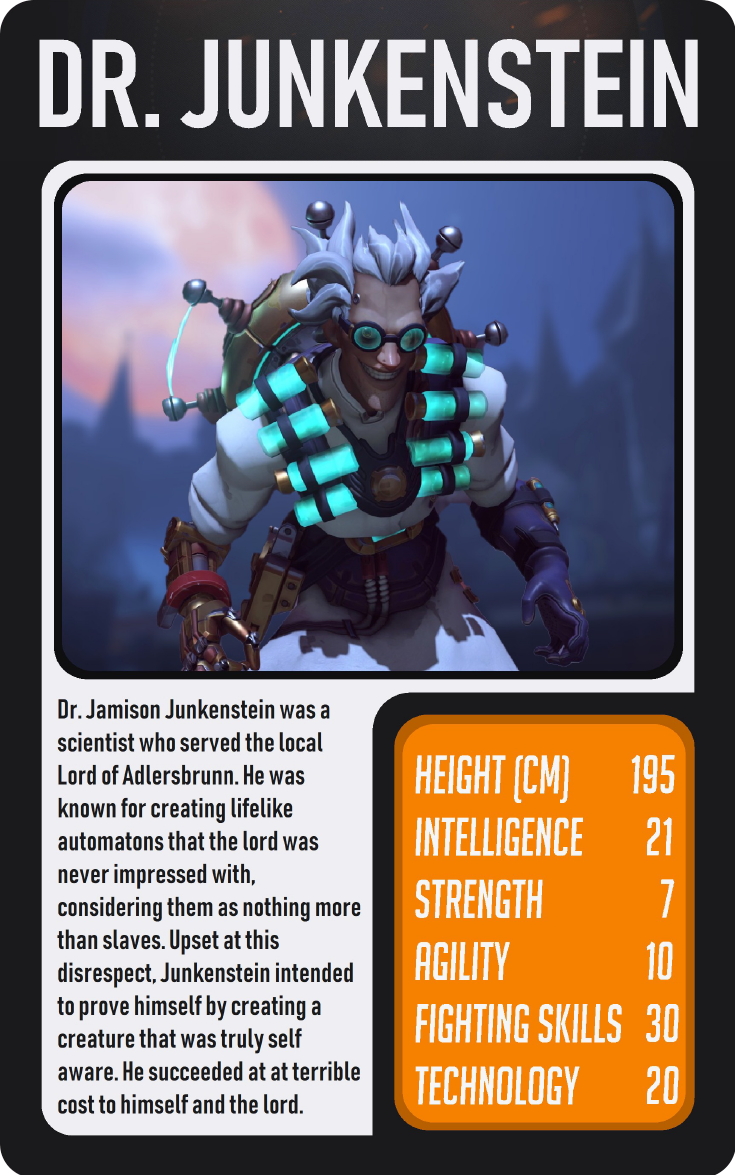 DR. JUNKENSTEIN
Dr. Jamison Junkenstein was a
scientist who served the local
Lord of Adlersbrunn. He was
known for creating lifelike
automatons that the lord was
never impressed with,
considering them as nothing more
than slaves. Upset at this
disrespect, Junkenstein intended
to prove himself by creating a
creature that was truly self
aware. He succeeded at at terrible
cost to himself and the lord.
HEIGHT (CM) 195
INTELLIGENCE 21
STRENGTH 7
AGILITY 10
FIGHTING SKILLS 30
TECHNOLOGY 20